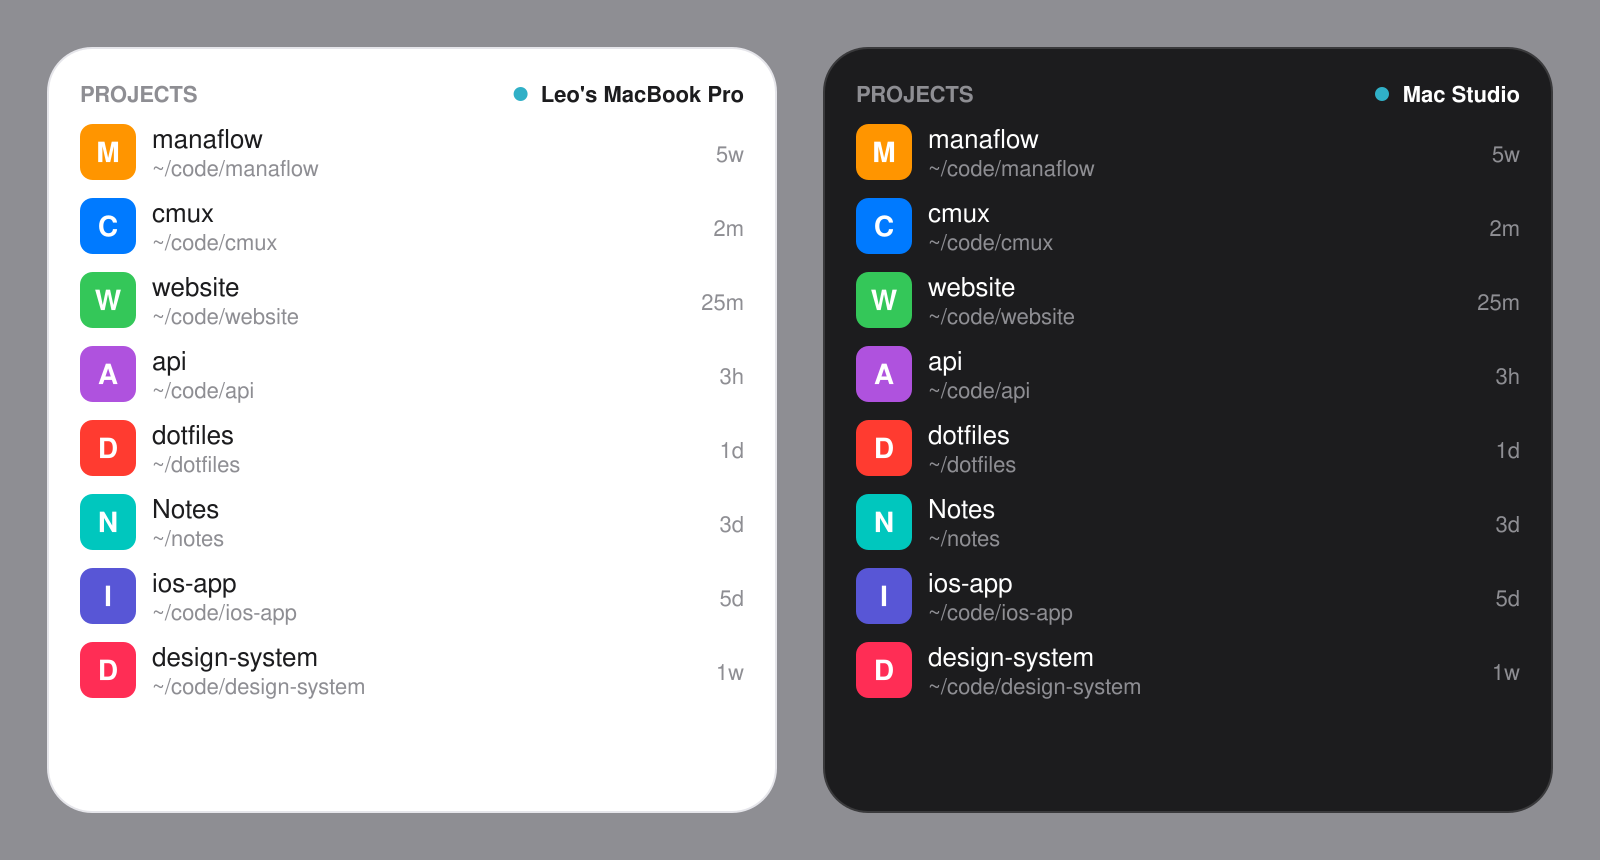 PROJECTS Leo's MacBook Pro
M manaflow
~/code/manaflow 5w
C cmux
~/code/cmux 2m
W website
~/code/website 25m
A api
~/code/api 3h
D dotfiles
~/dotfiles 1d
N Notes
~/notes 3d
I ios-app
~/code/ios-app 5d
D design-system
~/code/design-system 1w
PROJECTS Mac Studio
M manaflow
~/code/manaflow 5w
C cmux
~/code/cmux 2m
W website
~/code/website 25m
A api
~/code/api 3h
D dotfiles
~/dotfiles 1d
N Notes
~/notes 3d
I ios-app
~/code/ios-app 5d
D design-system
~/code/design-system 1w